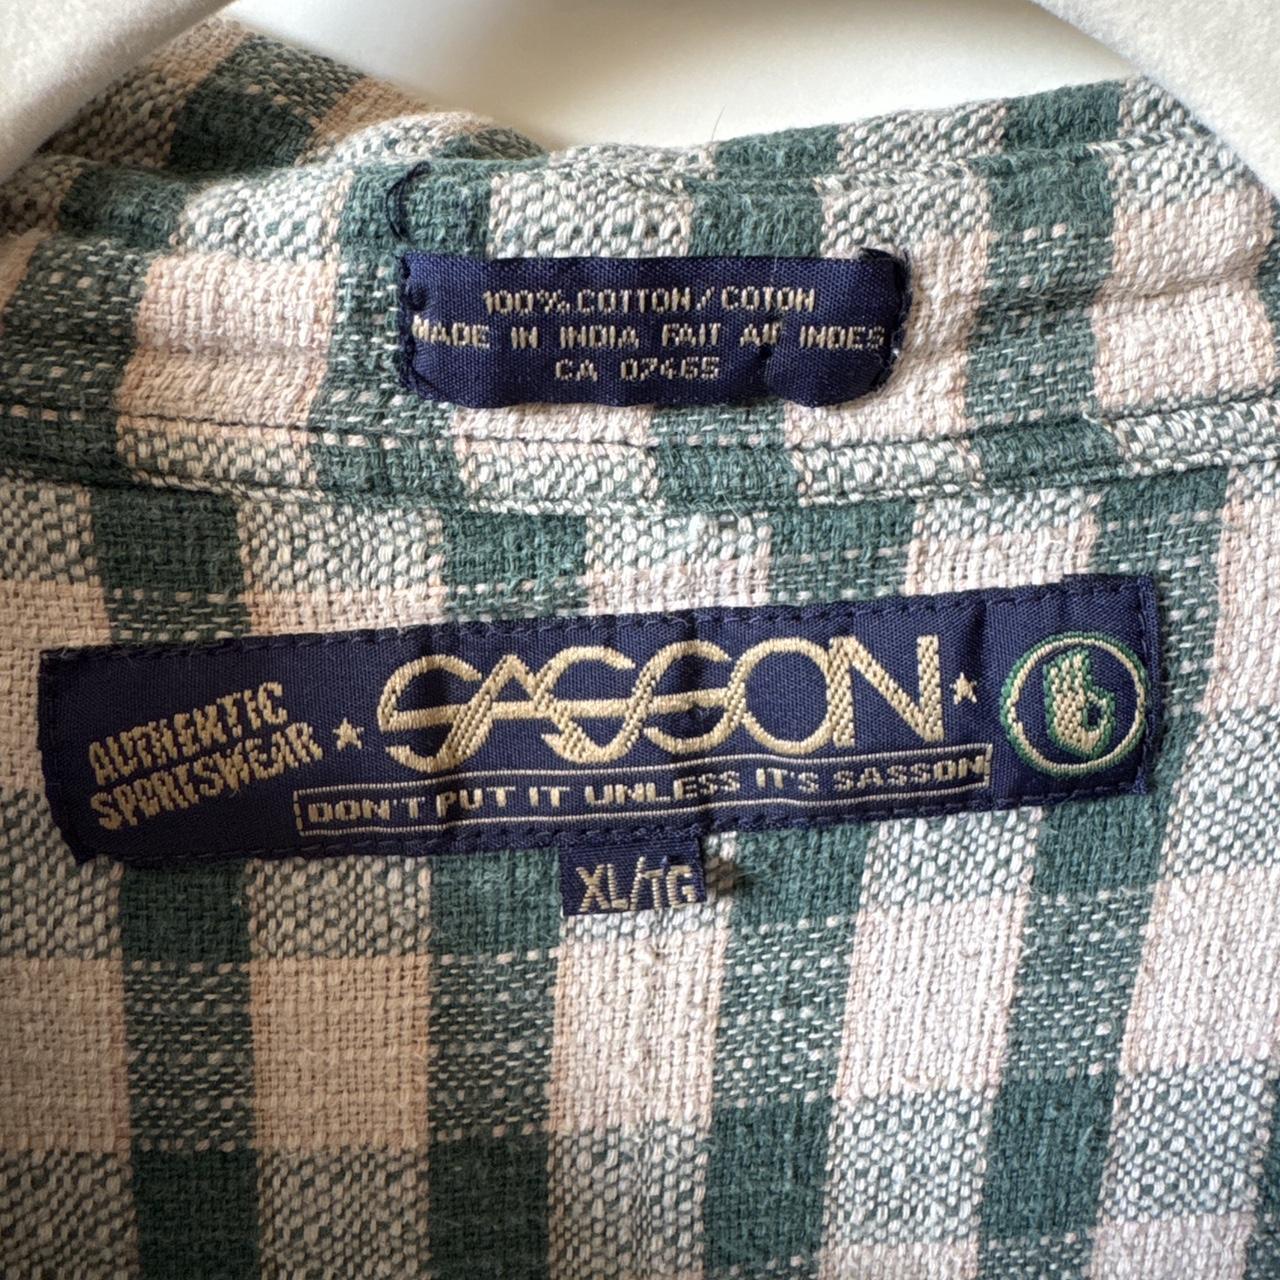 100% COTTON / COTON
MADE IN INDIA FAIT AU INDES
CA 07465
AUTHENTIC
SPORTSWEAR
SASSON
DON'T PUT IT UNLESS IT'S SASSON
XL/TG